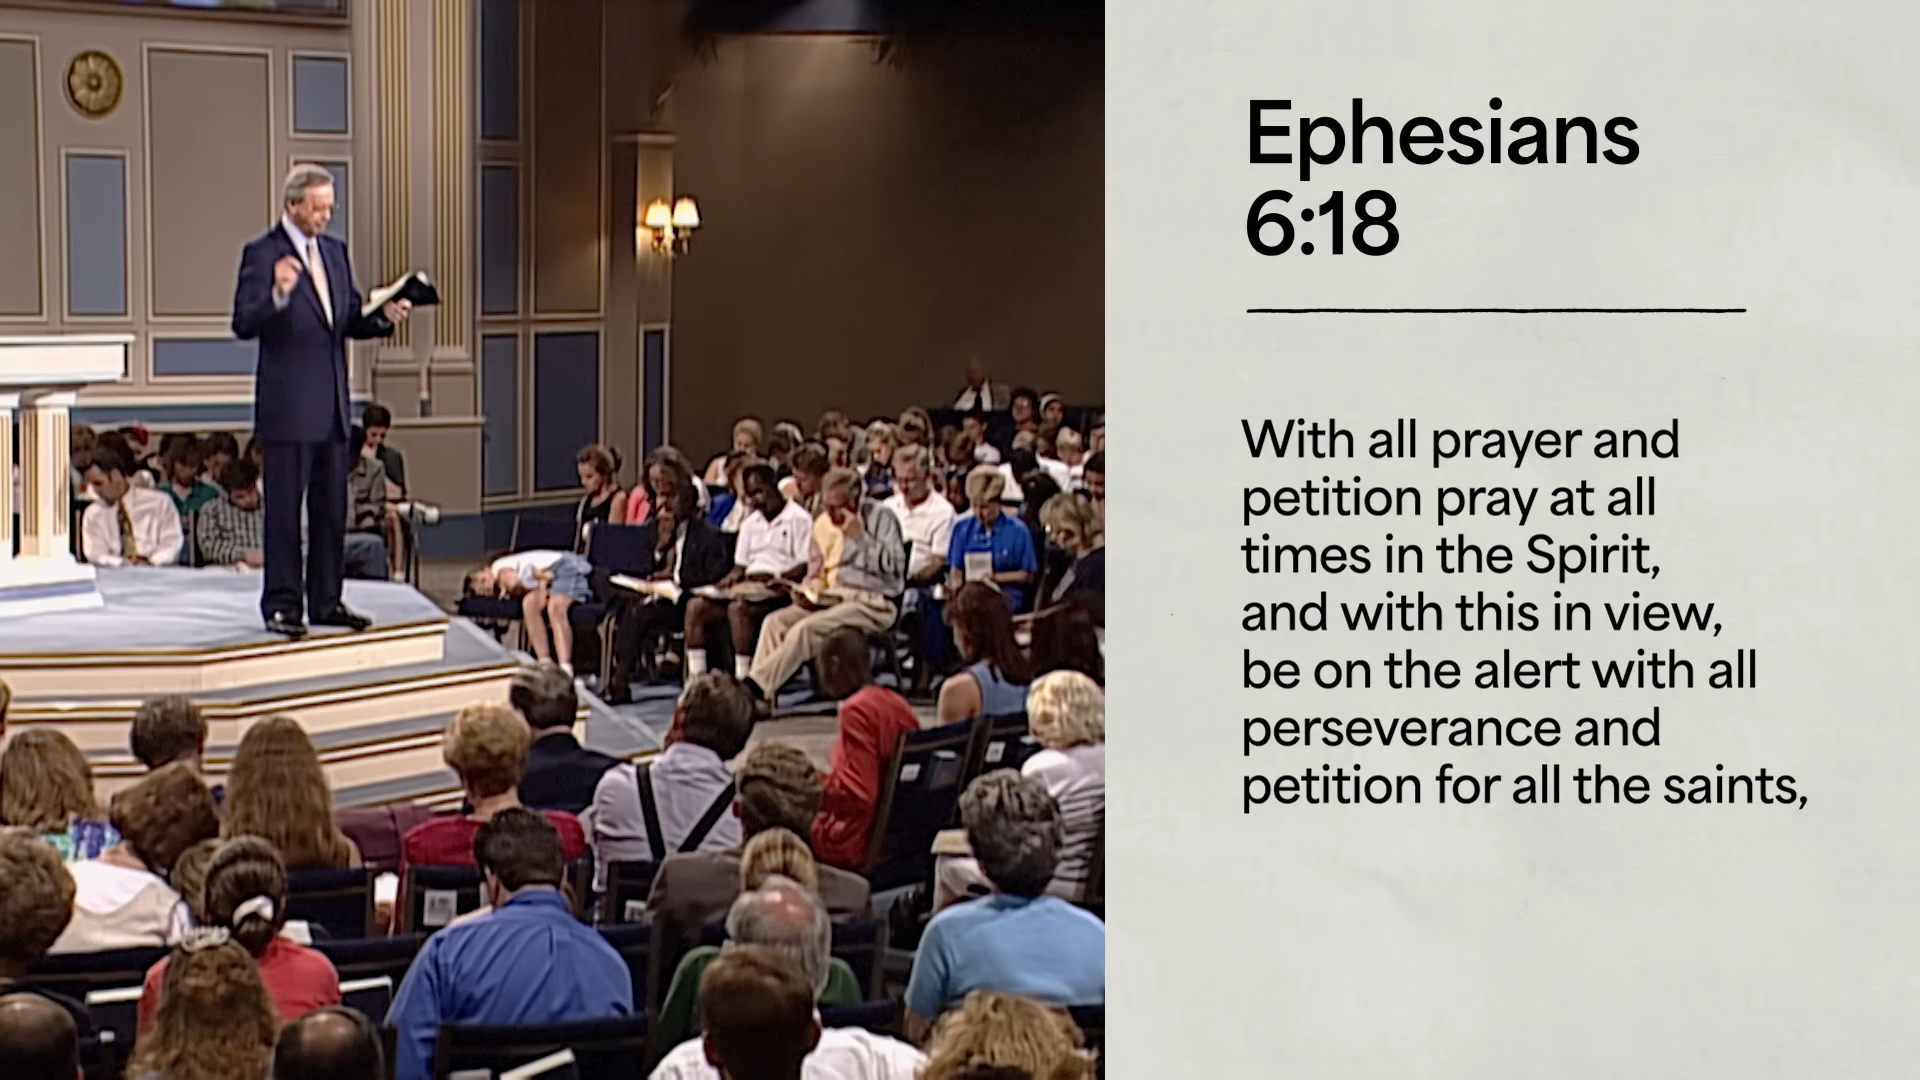 Ephesians
6:18
With all prayer and
petition pray at all
times in the Spirit,
and with this in view,
be on the alert with all
perseverance and
petition for all the saints,